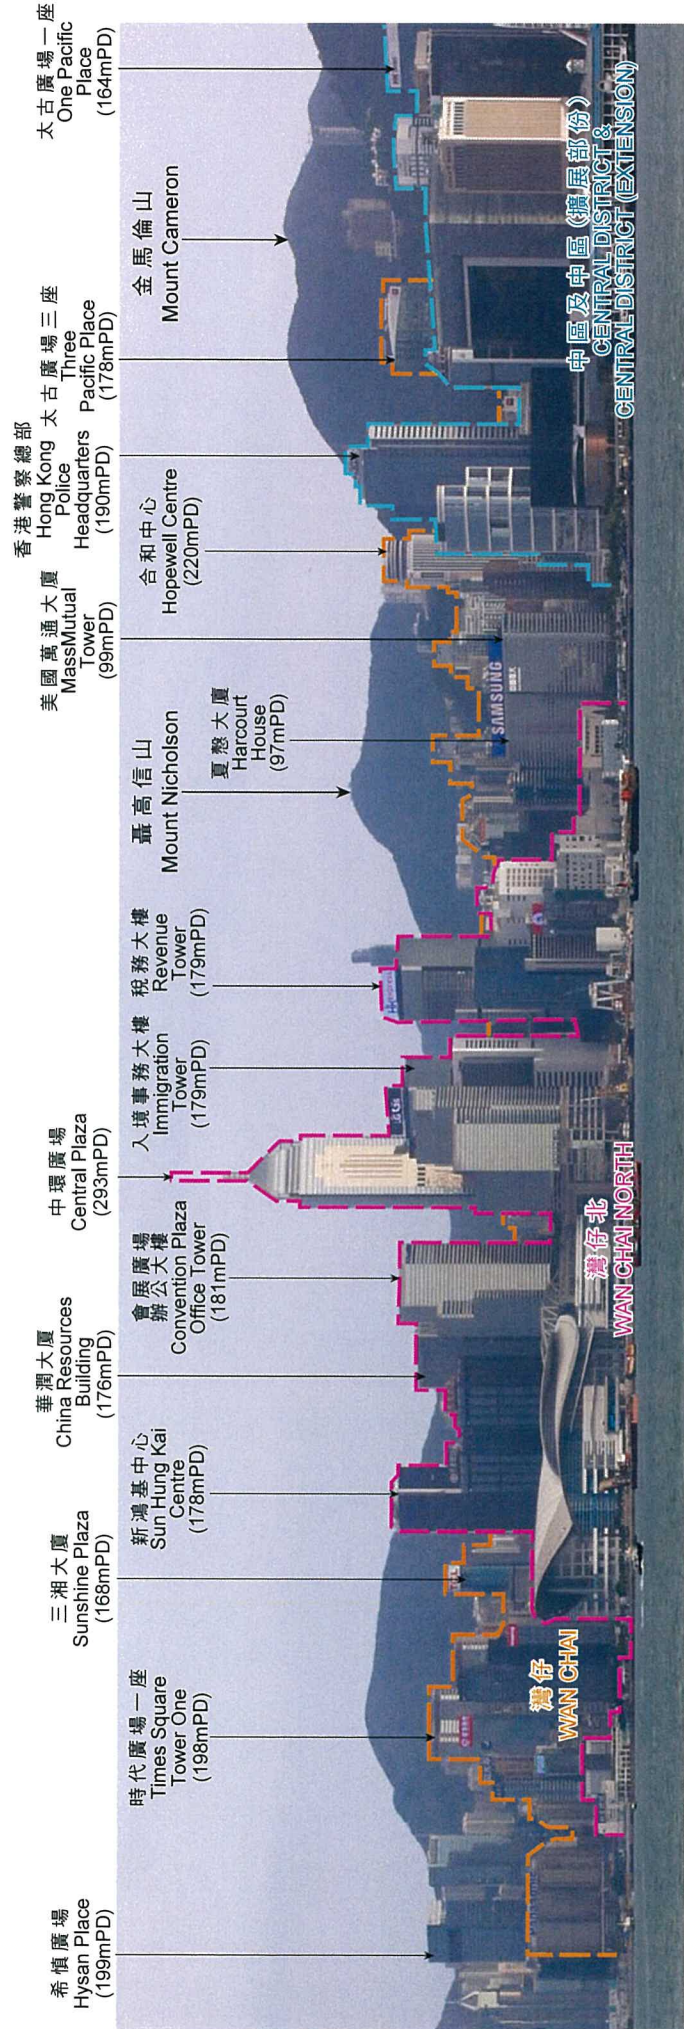 希慎廣場
Hysan Place
(199mPD)
時代廣場一座
Times Square
Tower One
(198mPD)
三湘大廈
Sunshine Plaza
(168mPD)
新鴻基中心
Sun Hung Kai
Centre
(178mPD)
華潤大廈
China Resources
Building
(176mPD)
會展廣場
辦公大樓
Convention Plaza
Office Tower
(181mPD)
中環廣場
Central Plaza
(293mPD)
入境事務大樓
Immigration
Tower
(179mPD)
稅務大樓
Revenue
Tower
(179mPD)
聶高信山
Mount Nicholson
夏慤大廈
Harcourt
House
(97mPD)
美國萬通大廈
MassMutual
Tower
(99mPD)
合和中心
Hopewell Centre
(220mPD)
香港警察總部
Hong Kong
Police
Headquarters
(190mPD)
太古廣場三座
Three
Pacific Place
(178mPD)
金馬倫山
Mount Cameron
太古廣場一座
One Pacific
Place
(164mPD)
SAMSUNG
灣仔
WAN CHAI
灣仔北
WAN CHAI NORTH
中區及中區(擴展部份)
CENTRAL DISTRICT &
CENTRAL DISTRICT (EXTENSION)